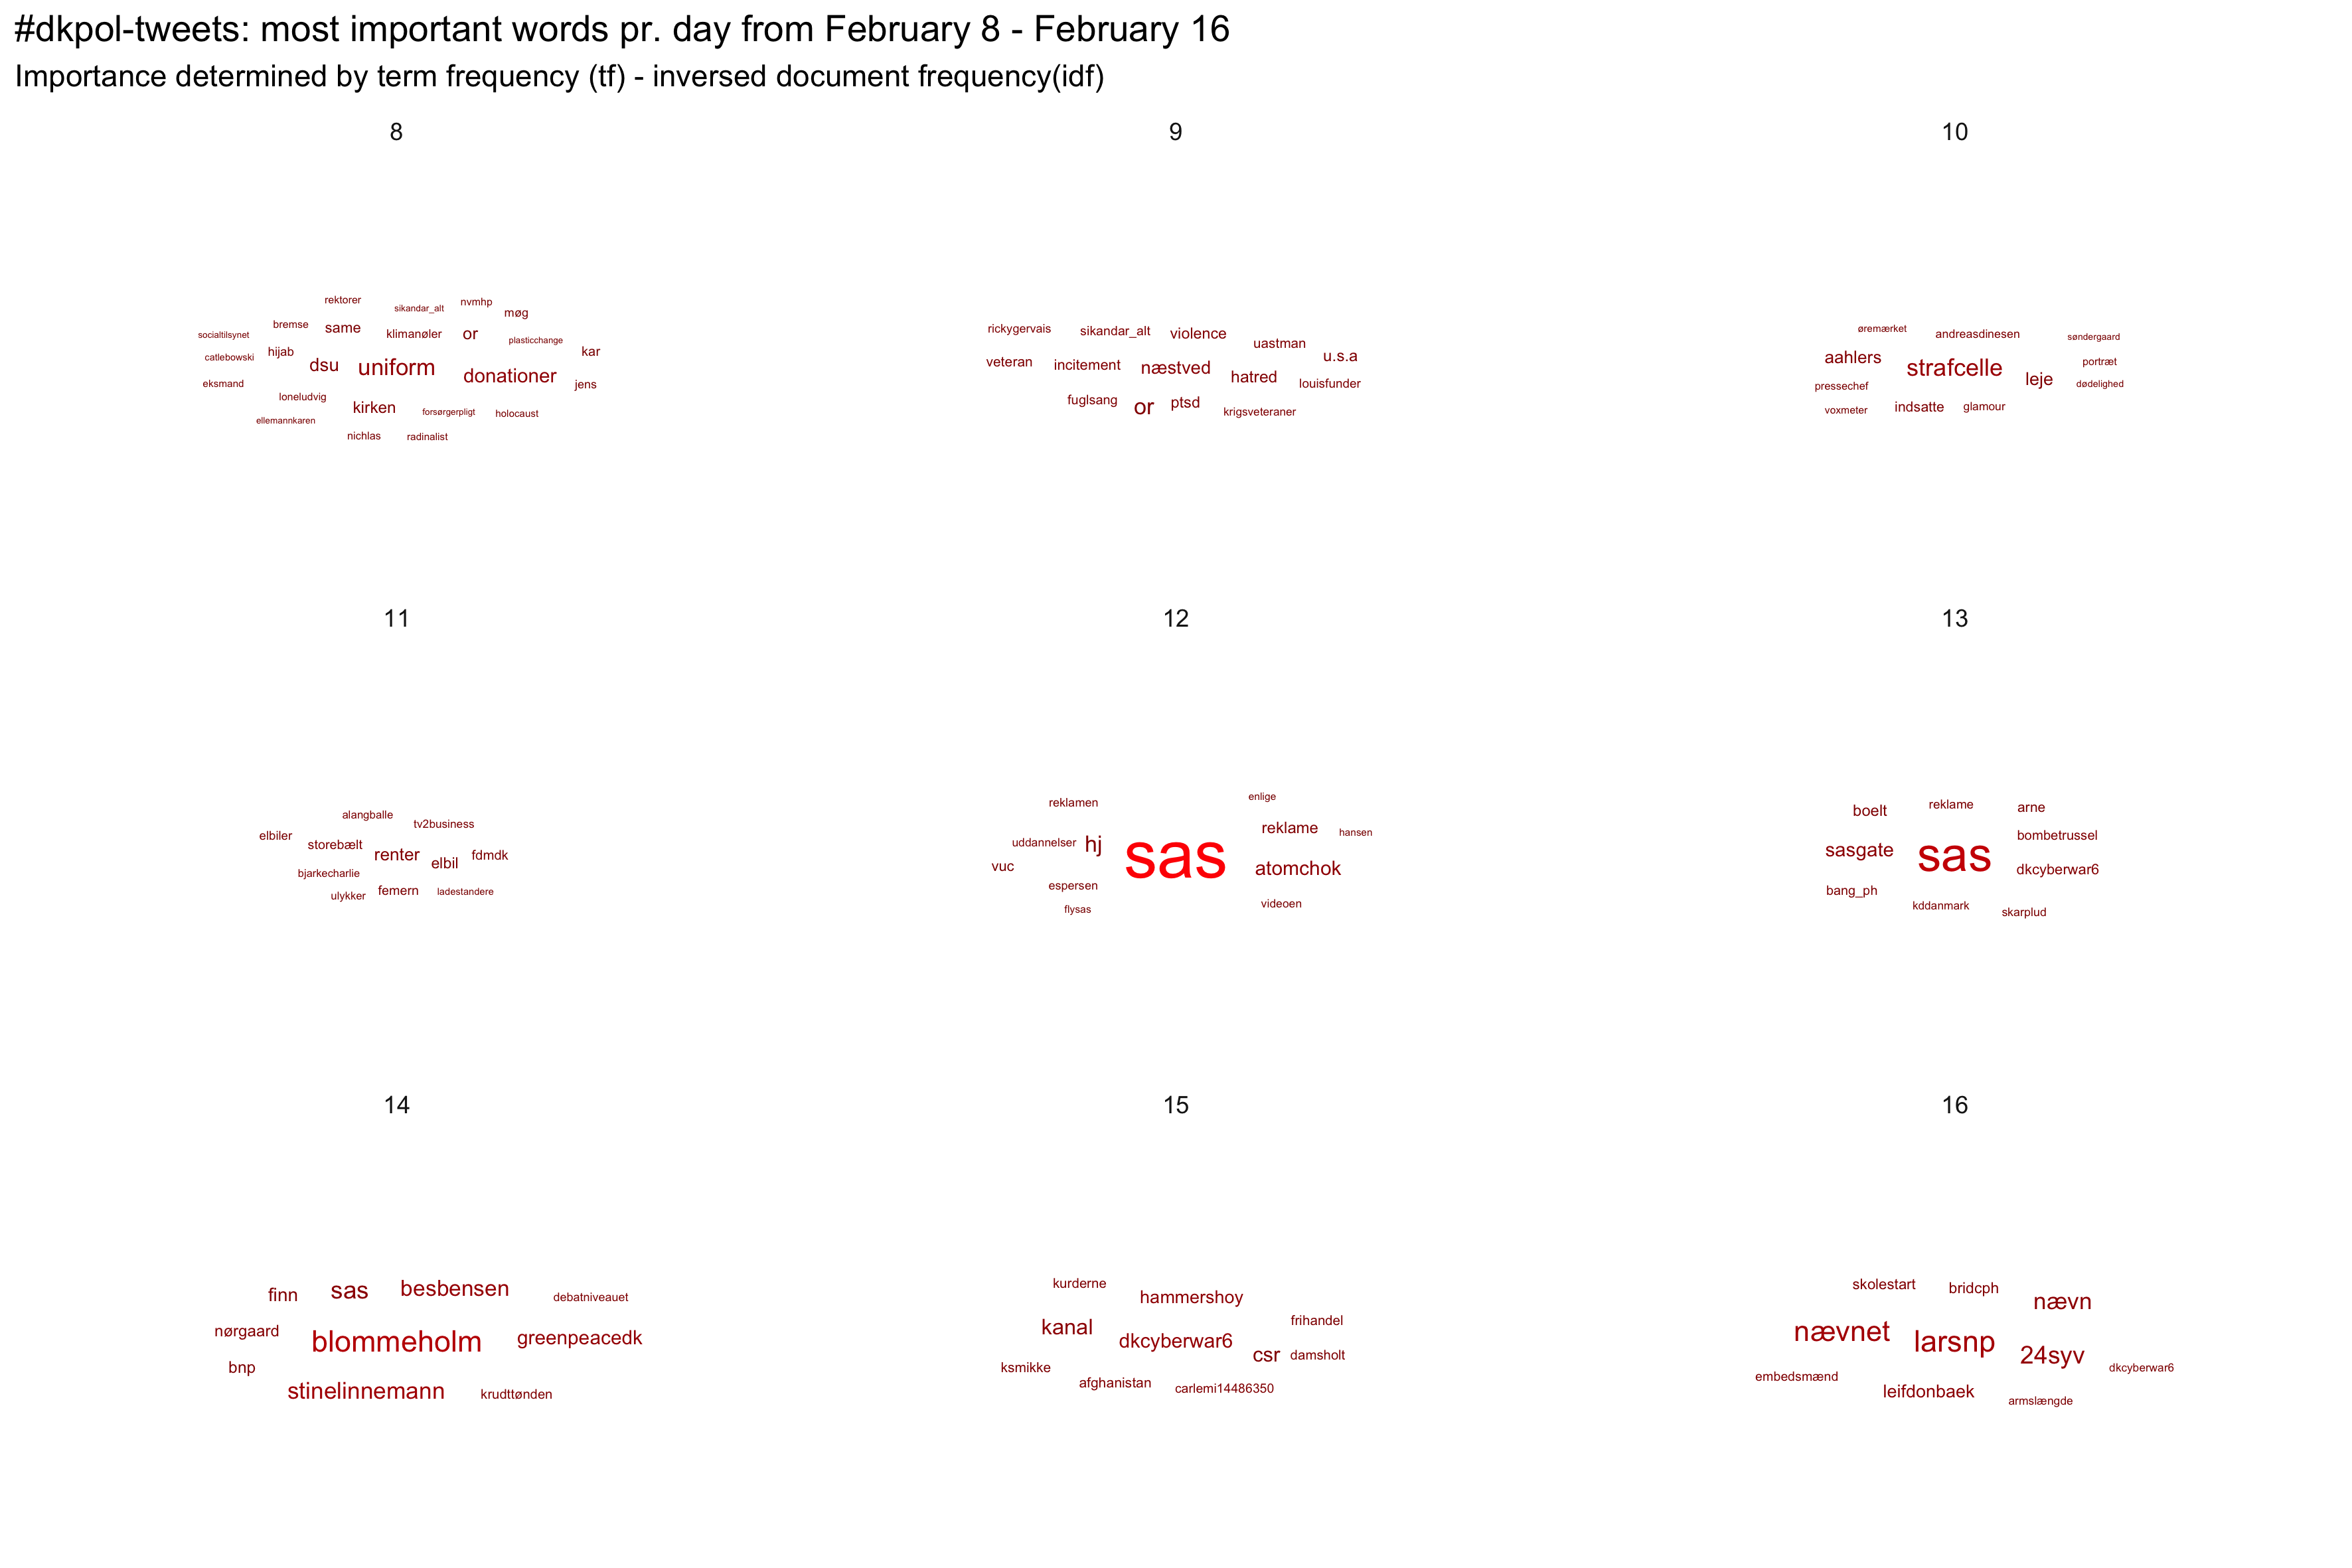 #dkpol-tweets: most important words pr. day from February 8 - February 16
Importance determined by term frequency (tf) - inversed document frequency(idf)
8
rektorer
sikandar_alt
nvmhp
møg
bremse
same
klimanøler
or
plasticchange
socialtilsynet
catlebowski
hijab
dsu
uniform
donationer
kar
jens
eksmand
loneludvig
kirken
forsørgerpligt
holocaust
ellemannkaren
nichlas
radinalist
9
rickygervais
sikandar_alt
violence
uastman
u.s.a
veteran
incitement
næstved
hatred
louisfunder
fuglsang
or
ptsd
krigsveteraner
10
øremærket
andreasdinesen
søndergaard
aahlers
strafcelle
leje
portræt
dødelighed
pressechef
voxmeter
indsatte
glamour
11
alangballe
tv2business
elbiler
storebælt
renter
elbil
fdmdk
bjarkecharlie
ulykker
femern
ladestandere
12
reklamen
enlige
uddannelser
hj
sas
reklame
hansen
vuc
atomchok
espersen
flysas
videoen
13
boelt
reklame
arne
bombetrussel
sasgate
sas
dkcyberwar6
bang_ph
kddanmark
skarplud
14
finn
sas
besbensen
debatniveauet
nørgaard
blommeholm
greenpeacedk
bnp
stinelinnemann
krudttønden
15
kurderne
hammershoy
frihandel
kanal
dkcyberwar6
csr
damsholt
ksmikke
afghanistan
carlemi14486350
16
skolestart
bridcph
nævn
nævnet
larsnp
24syv
dkcyberwar6
embedsmænd
leifdonbaek
armslængde